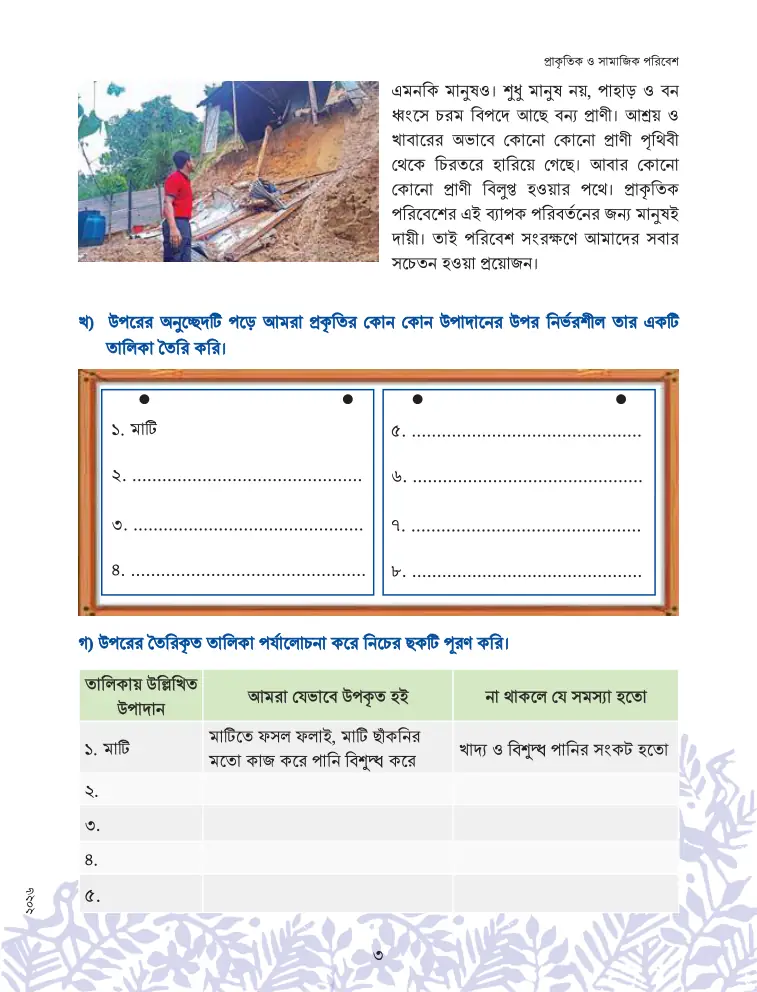 প্রাকৃতিক ও সামাজিক পরিবেশ
এমনকি মানুষও। শুধু মানুষ নয়, পাহাড় ও বন
ধ্বংসে চরম বিপদে আছে বন্য প্রাণী। আশ্রয় ও
খাবারের অভাবে কোনো কোনো প্রাণী পৃথিবী
থেকে চিরতরে হারিয়ে গেছে। আবার কোনো
কোনো প্রাণী বিলুপ্ত হওয়ার পথে। প্রাকৃতিক
পরিবেশের এই ব্যাপক পরিবর্তনের জন্য মানুষই
দায়ী। তাই পরিবেশ সংরক্ষণে আমাদের সবার
সচেতন হওয়া প্রয়োজন।
খ) উপরের অনুচ্ছেদটি পড়ে আমরা প্রকৃতির কোন কোন উপাদানের উপর নির্ভরশীল তার একটি
তালিকা তৈরি করি।
১. মাটি
২. ..............................................
৩. ..............................................
৪. ...............................................
৫. ..............................................
৬. ..............................................
৭. ..............................................
৮. ..............................................
গ) উপরের তৈরিকৃত তালিকা পর্যালোচনা করে নিচের ছকটি পূরণ করি।
তালিকায় উল্লিখিত
উপাদান
আমরা যেভাবে উপকৃত হই
না থাকলে যে সমস্যা হতো
১. মাটি
মাটিতে ফসল ফলাই, মাটি ছাঁকনির
মতো কাজ করে পানি বিশুদ্ধ করে
খাদ্য ও বিশুদ্ধ পানির সংকট হতো
২.
৩.
৪.
৫.
২০২৬
৩